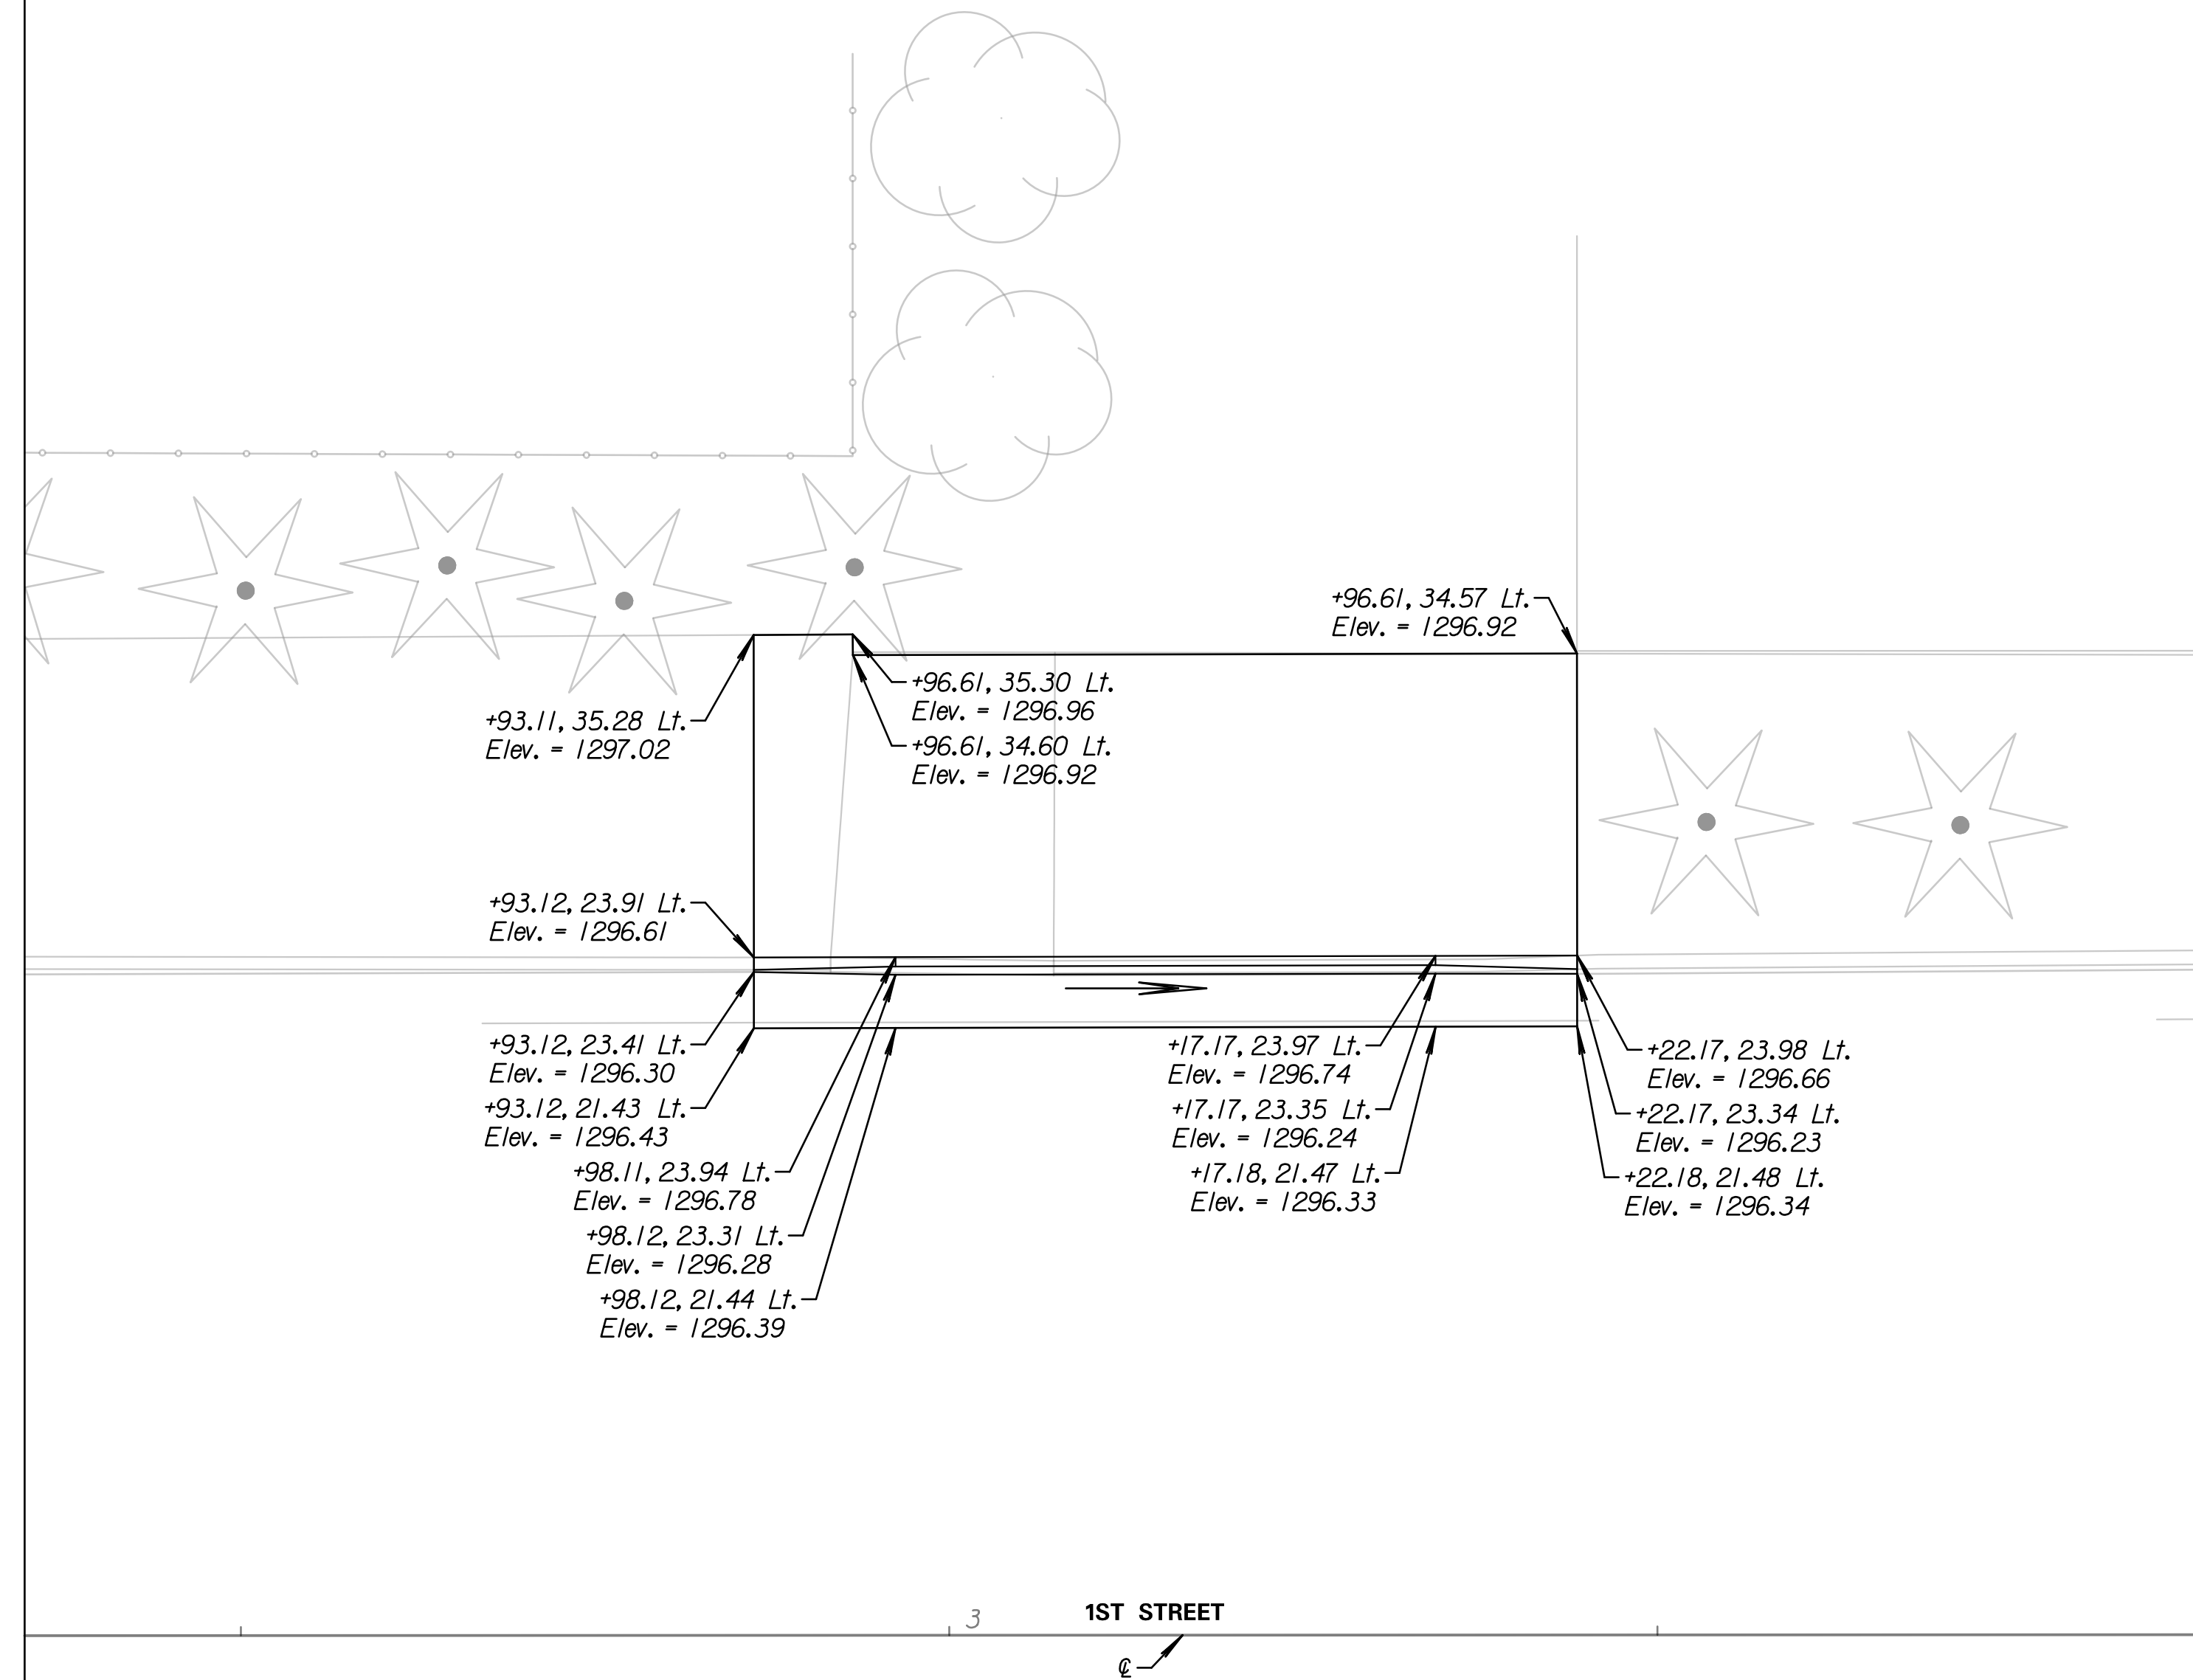 +96.61, 34.57 Lt.
Elev. = 1296.92
+96.61, 35.30 Lt.
Elev. = 1296.96
+93.11, 35.28 Lt.
Elev. = 1297.02
+96.61, 34.60 Lt.
Elev. = 1296.92
+93.12, 23.91 Lt.
Elev. = 1296.61
+93.12, 23.41 Lt.
Elev. = 1296.30
+93.12, 21.43 Lt.
Elev. = 1296.43
+98.11, 23.94 Lt.
Elev. = 1296.78
+98.12, 23.31 Lt.
Elev. = 1296.28
+98.12, 21.44 Lt.
Elev. = 1296.39
+17.17, 23.97 Lt.
Elev. = 1296.74
+17.17, 23.35 Lt.
Elev. = 1296.24
+17.18, 21.47 Lt.
Elev. = 1296.33
+22.17, 23.98 Lt.
Elev. = 1296.66
+22.17, 23.34 Lt.
Elev. = 1296.23
+22.18, 21.48 Lt.
Elev. = 1296.34
3
1ST STREET
℄